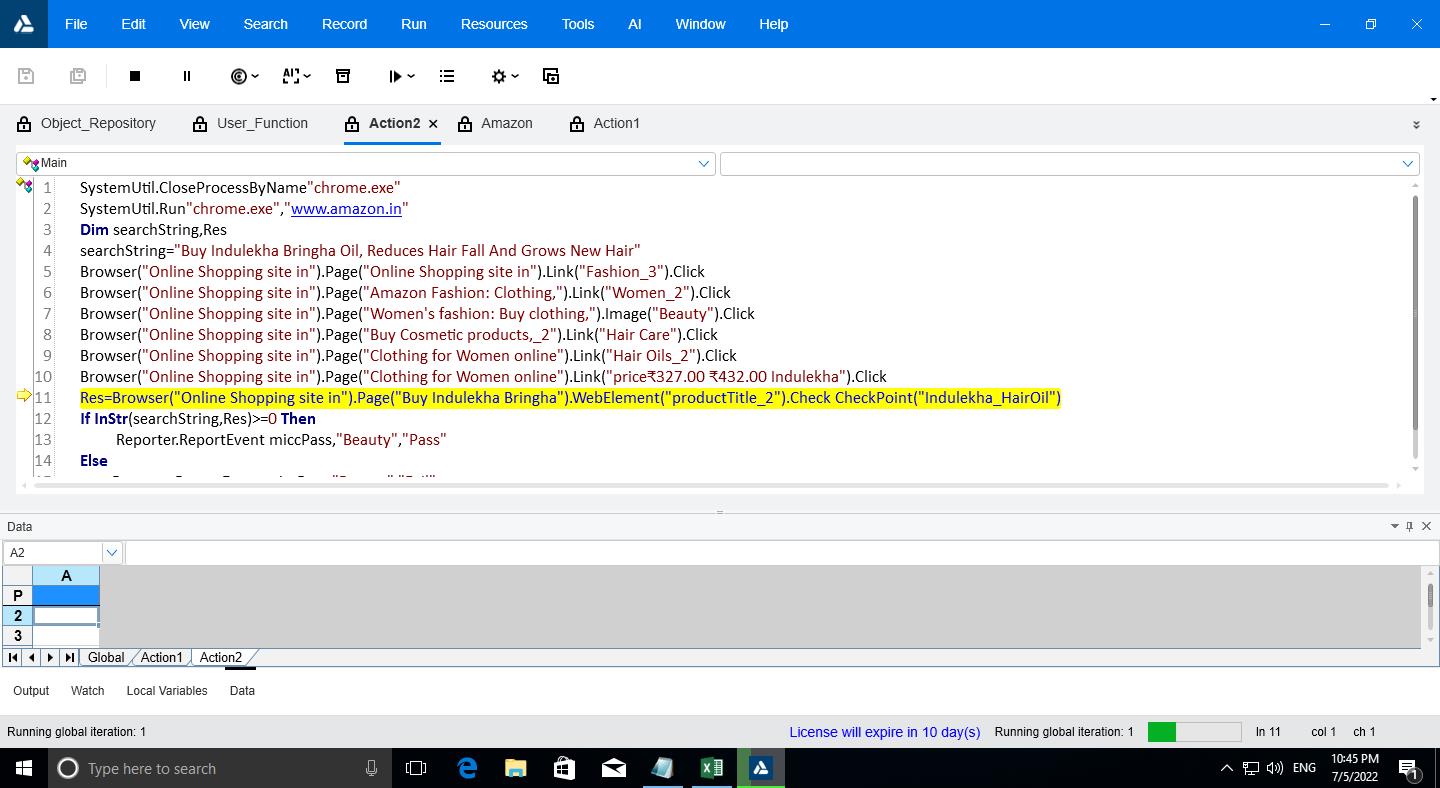 File Edit View Search Record Run Resources Tools AI Window Help
Object_Repository User_Function Action2 Amazon Action1
Main
1 SystemUtil.CloseProcessByName"chrome.exe"
2 SystemUtil.Run"chrome.exe","www.amazon.in"
3 Dim searchString,Res
4 searchString="Buy Indulekha Bringha Oil, Reduces Hair Fall And Grows New Hair"
5 Browser("Online Shopping site in").Page("Online Shopping site in").Link("Fashion_3").Click
6 Browser("Online Shopping site in").Page("Amazon Fashion: Clothing,").Link("Women_2").Click
7 Browser("Online Shopping site in").Page("Women's fashion: Buy clothing,").Image("Beauty").Click
8 Browser("Online Shopping site in").Page("Buy Cosmetic products,_2").Link("Hair Care").Click
9 Browser("Online Shopping site in").Page("Clothing for Women online").Link("Hair Oils_2").Click
10 Browser("Online Shopping site in").Page("Clothing for Women online").Link("price₹327.00 ₹432.00 Indulekha").Click
11 Res=Browser("Online Shopping site in").Page("Buy Indulekha Bringha").WebElement("productTitle_2").Check CheckPoint("Indulekha_HairOil")
12 If InStr(searchString,Res)>=0 Then
13 Reporter.ReportEvent miccPass,"Beauty","Pass"
14 Else
Data
A2
A
P
2
3
Global Action1 Action2
Output Watch Local Variables Data
Running global iteration: 1 License will expire in 10 day(s) Running global iteration: 1 ln 11 col 1 ch 1
Type here to search ENG 10:45 PM
7/5/2022 1